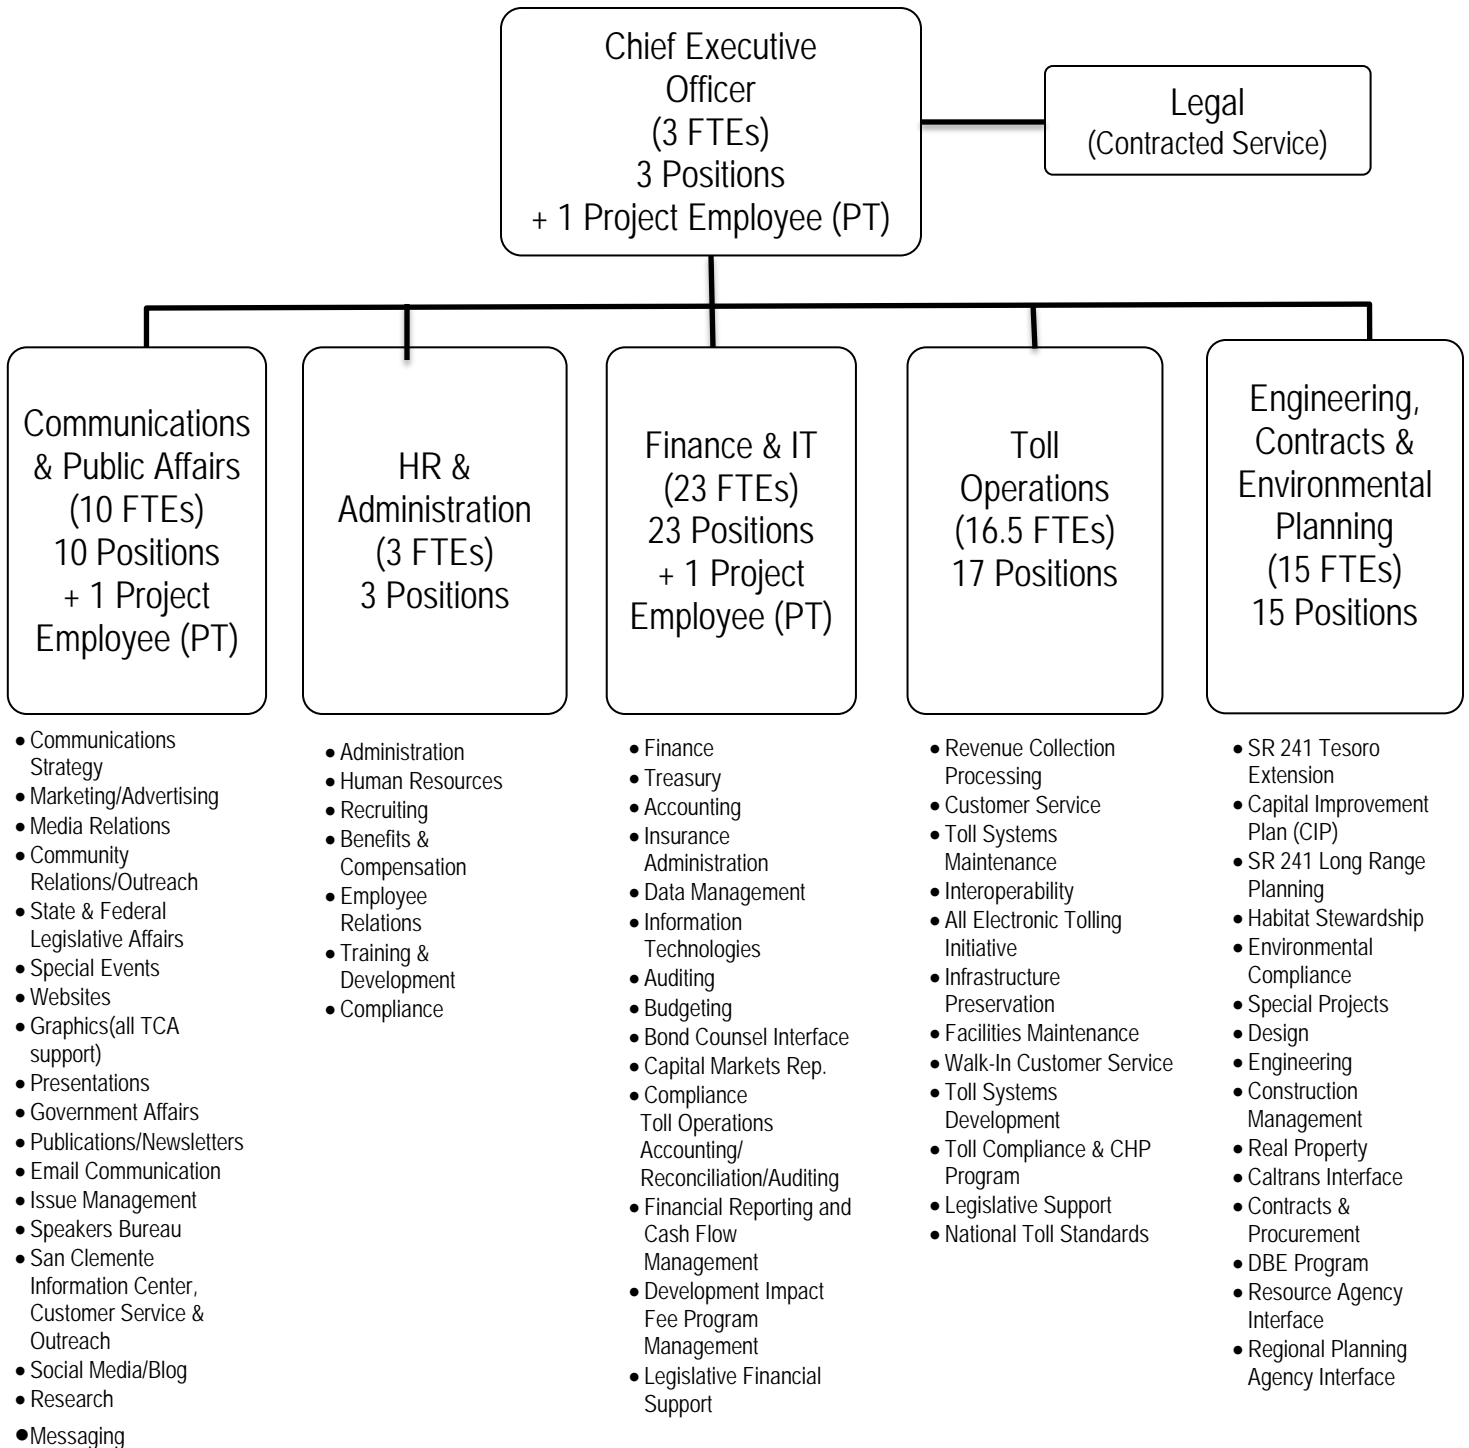 Chief Executive
Officer
(3 FTEs)
3 Positions
+ 1 Project Employee (PT)
Legal
(Contracted Service)
Communications
& Public Affairs
(10 FTEs)
10 Positions
+ 1 Project
Employee (PT)
HR &
Administration
(3 FTEs)
3 Positions
Finance & IT
(23 FTEs)
23 Positions
+ 1 Project
Employee (PT)
Toll
Operations
(16.5 FTEs)
17 Positions
Engineering,
Contracts &
Environmental
Planning
(15 FTEs)
15 Positions
• Communications
Strategy
• Marketing/Advertising
• Media Relations
• Community
Relations/Outreach
• State & Federal
Legislative Affairs
• Special Events
• Websites
• Graphics(all TCA
support)
• Presentations
• Government Affairs
• Publications/Newsletters
• Email Communication
• Issue Management
• Speakers Bureau
• San Clemente
Information Center,
Customer Service &
Outreach
• Social Media/Blog
• Research
•Messaging
• Administration
• Human Resources
• Recruiting
• Benefits &
Compensation
• Employee
Relations
• Training &
Development
• Compliance
• Finance
• Treasury
• Accounting
• Insurance
Administration
• Data Management
• Information
Technologies
• Auditing
• Budgeting
• Bond Counsel Interface
• Capital Markets Rep.
• Compliance
Toll Operations
Accounting/
Reconciliation/Auditing
• Financial Reporting and
Cash Flow
Management
• Development Impact
Fee Program
Management
• Legislative Financial
Support
• Revenue Collection
Processing
• Customer Service
• Toll Systems
Maintenance
• Interoperability
• All Electronic Tolling
Initiative
• Infrastructure
Preservation
• Facilities Maintenance
• Walk-In Customer Service
• Toll Systems
Development
• Toll Compliance & CHP
Program
• Legislative Support
• National Toll Standards
• SR 241 Tesoro
Extension
• Capital Improvement
Plan (CIP)
• SR 241 Long Range
Planning
• Habitat Stewardship
• Environmental
Compliance
• Special Projects
• Design
• Engineering
• Construction
Management
• Real Property
• Caltrans Interface
• Contracts &
Procurement
• DBE Program
• Resource Agency
Interface
• Regional Planning
Agency Interface